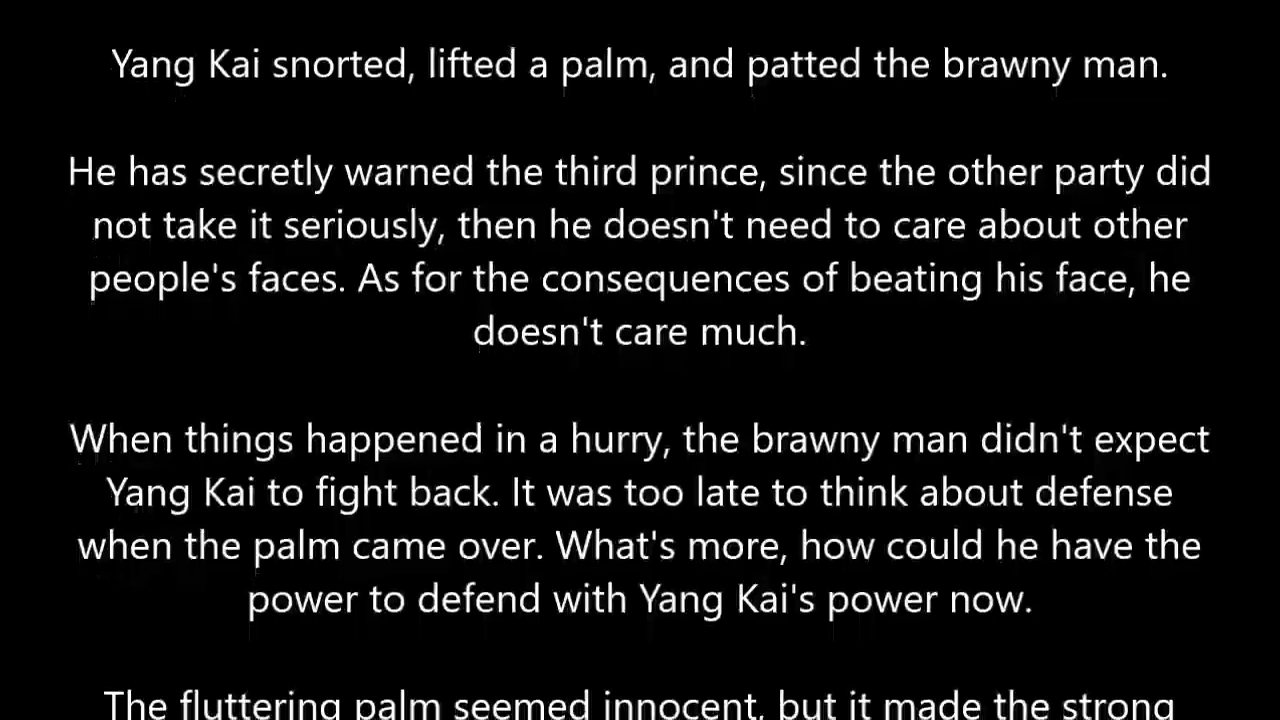 Yang Kai snorted, lifted a palm, and patted the brawny man.
He has secretly warned the third prince, since the other party did
not take it seriously, then he doesn't need to care about other
people's faces. As for the consequences of beating his face, he
doesn't care much.
When things happened in a hurry, the brawny man didn't expect
Yang Kai to fight back. It was too late to think about defense
when the palm came over. What's more, how could he have the
power to defend with Yang Kai's power now.
The fluttering palm seemed innocent, but it made the strong